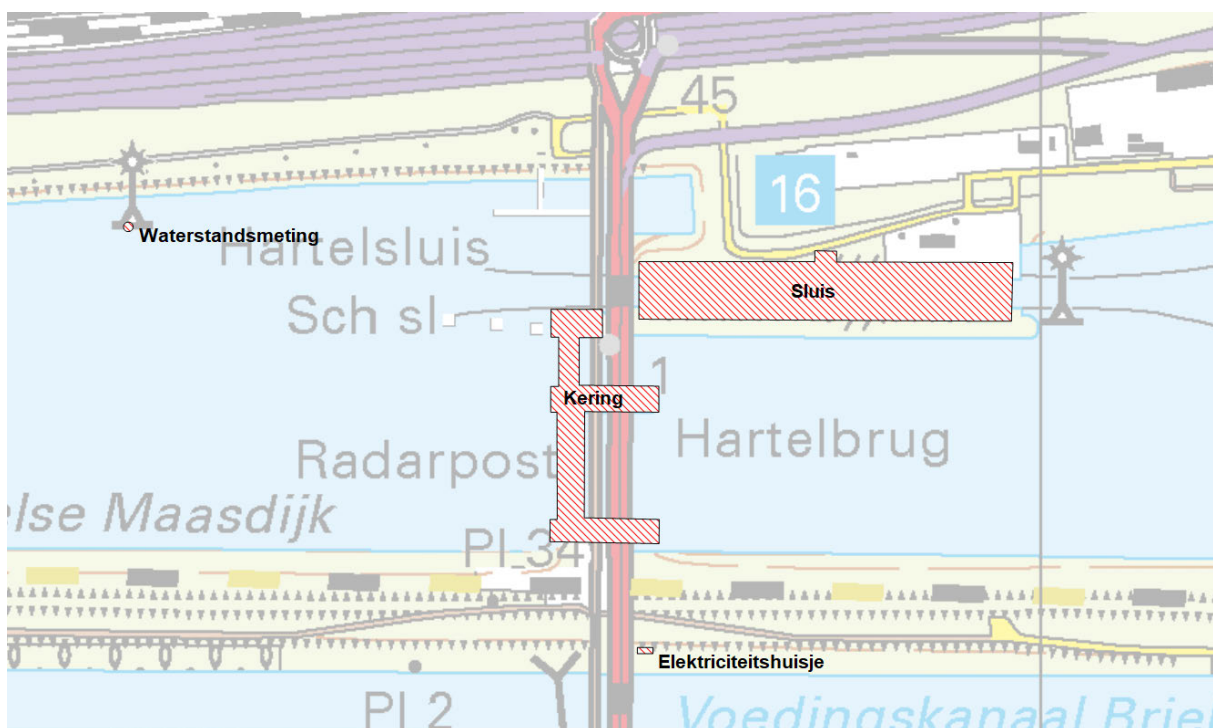 45
16
Waterstandsmeting
Hartelsluis
Sluis
Sch sl
1
Kering
Hartelbrug
Radarpost
else Maasdijk
Pl 34
Elektriciteitshuisje
Pl 2
Voedingskanaal Brie